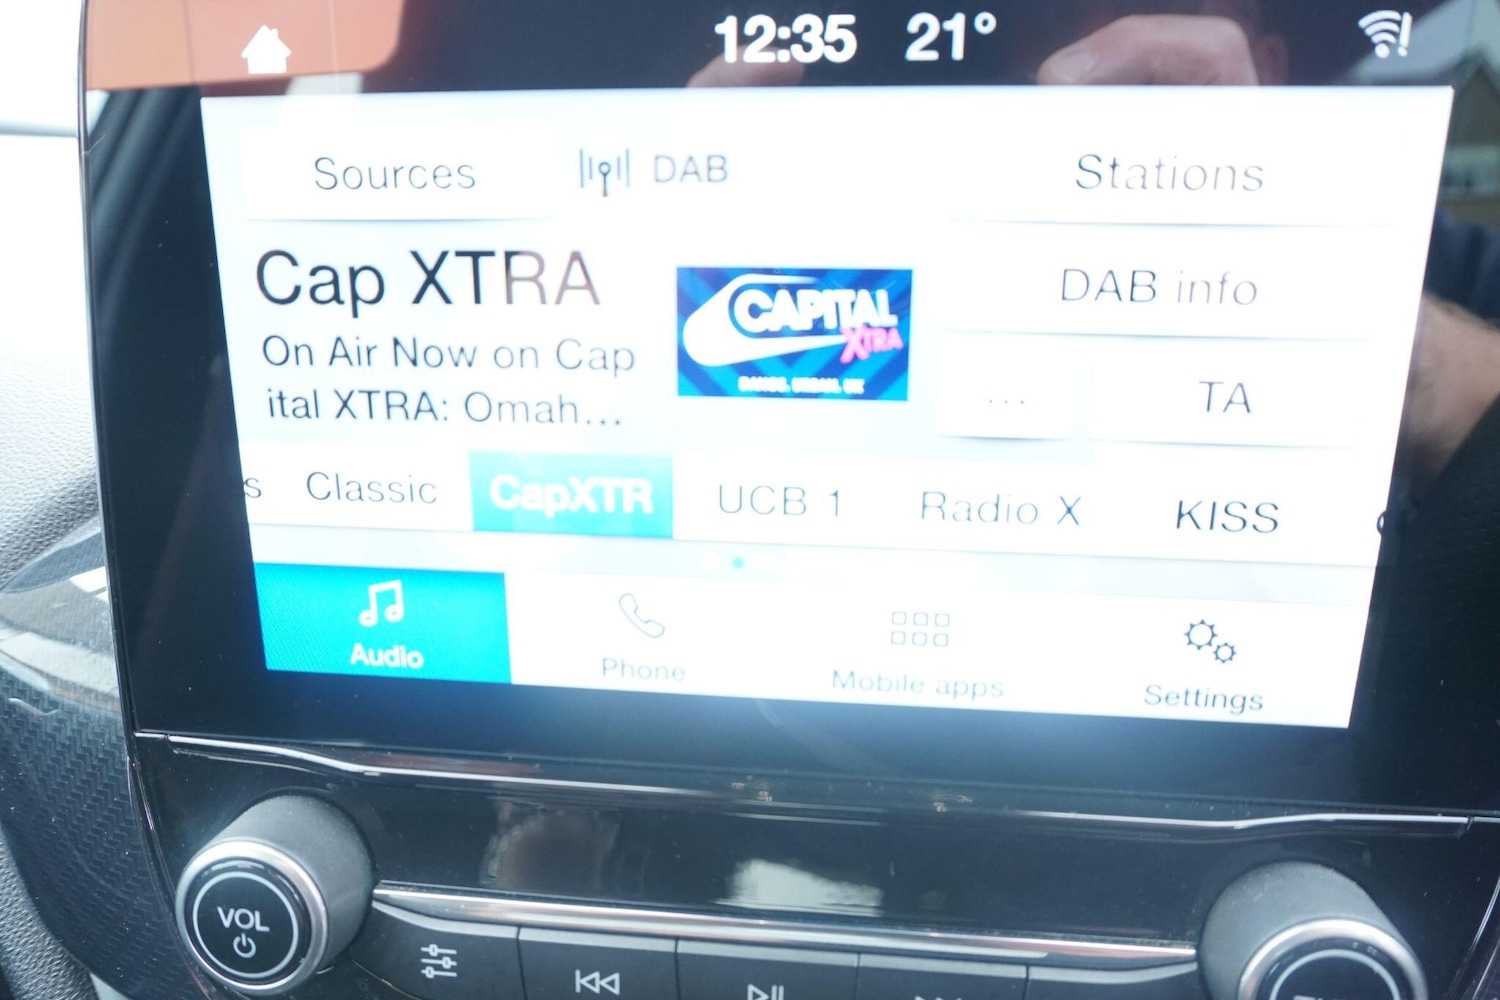 12:35 21°
Sources DAB Stations
Cap XTRA
CAPITAL
XTRA
DAB info
On Air Now on Cap
ital XTRA: Omah...
... TA
s Classic CapXTR UCB 1 Radio X KISS
Audio Phone Mobile apps Settings
VOL